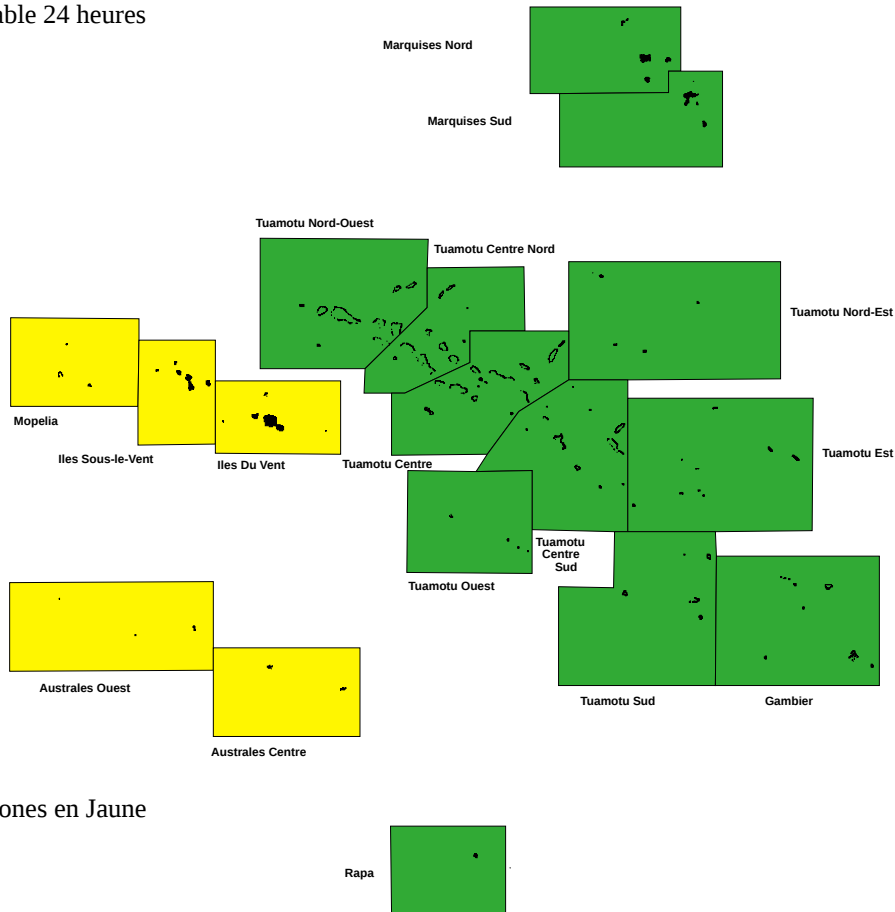 able 24 heures
Marquises Nord
Marquises Sud
Tuamotu Nord-Ouest
Tuamotu Centre Nord
Tuamotu Nord-Est
Mopelia
Iles Sous-le-Vent
Iles Du Vent
Tuamotu Centre
Tuamotu Est
Tuamotu
Centre
Sud
Tuamotu Ouest
Australes Ouest
Tuamotu Sud
Gambier
Australes Centre
ones en Jaune
Rapa